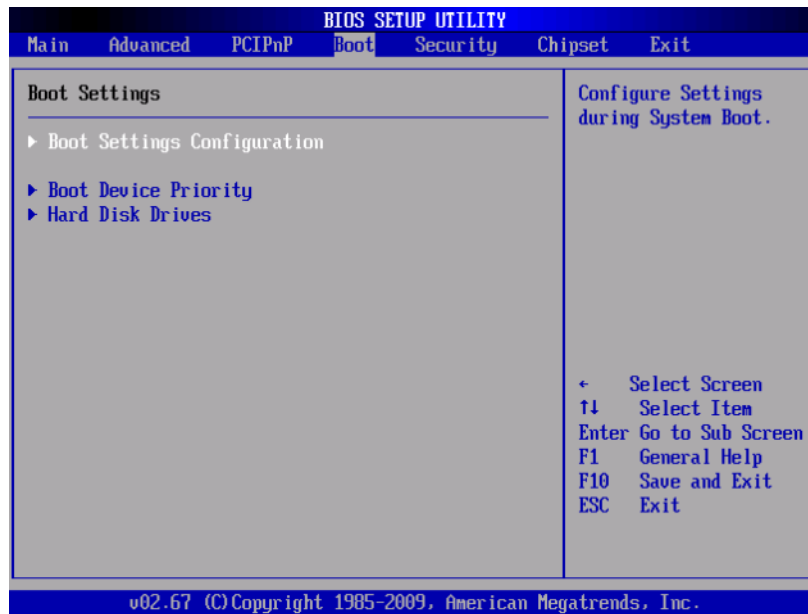 BIOS SETUP UTILITY
Main Advanced PCIPnP Boot Security Chipset Exit
Boot Settings
▶ Boot Settings Configuration
▶ Boot Device Priority
▶ Hard Disk Drives
Configure Settings
during System Boot.
← Select Screen
↑↓ Select Item
Enter Go to Sub Screen
F1 General Help
F10 Save and Exit
ESC Exit
v02.67 (C)Copyright 1985-2009, American Megatrends, Inc.